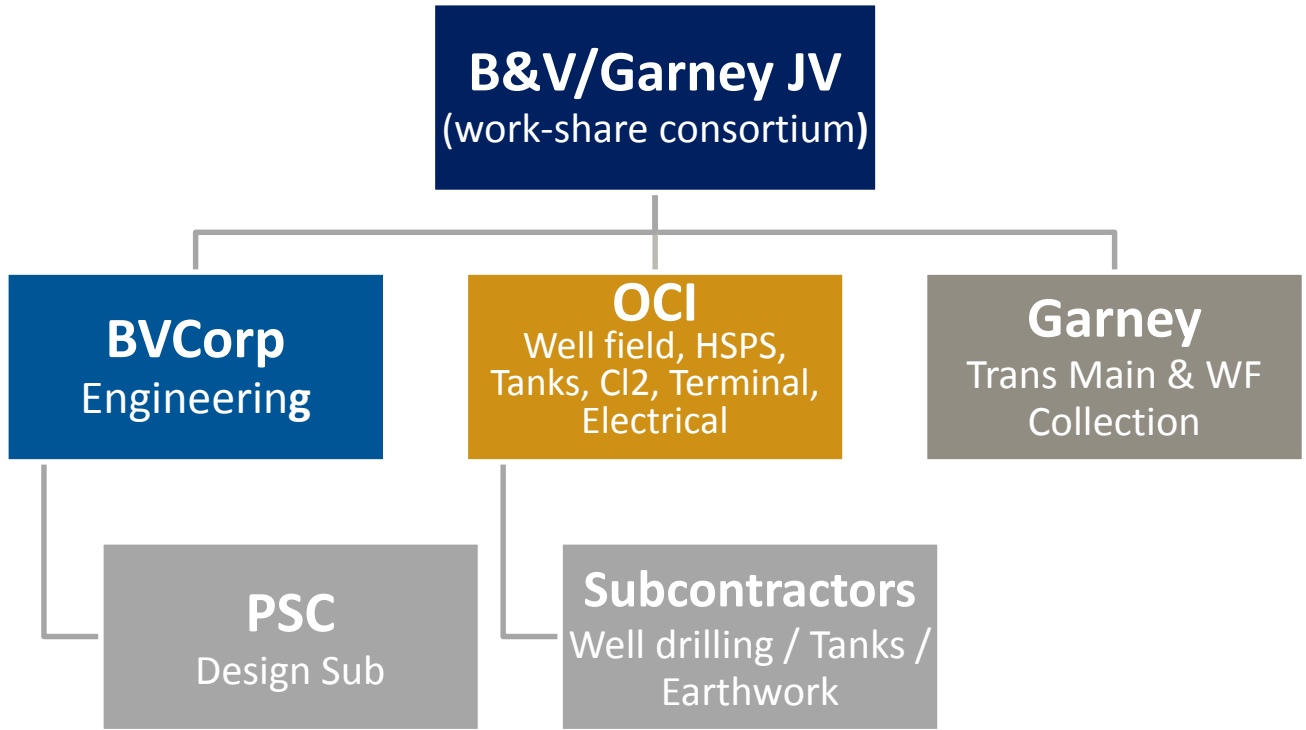 B&V/Garney JV
(work-share consortium)
BVCorp
Engineering
OCI
Well field, HSPS,
Tanks, Cl2, Terminal,
Electrical
Garney
Trans Main & WF
Collection
PSC
Design Sub
Subcontractors
Well drilling / Tanks /
Earthwork